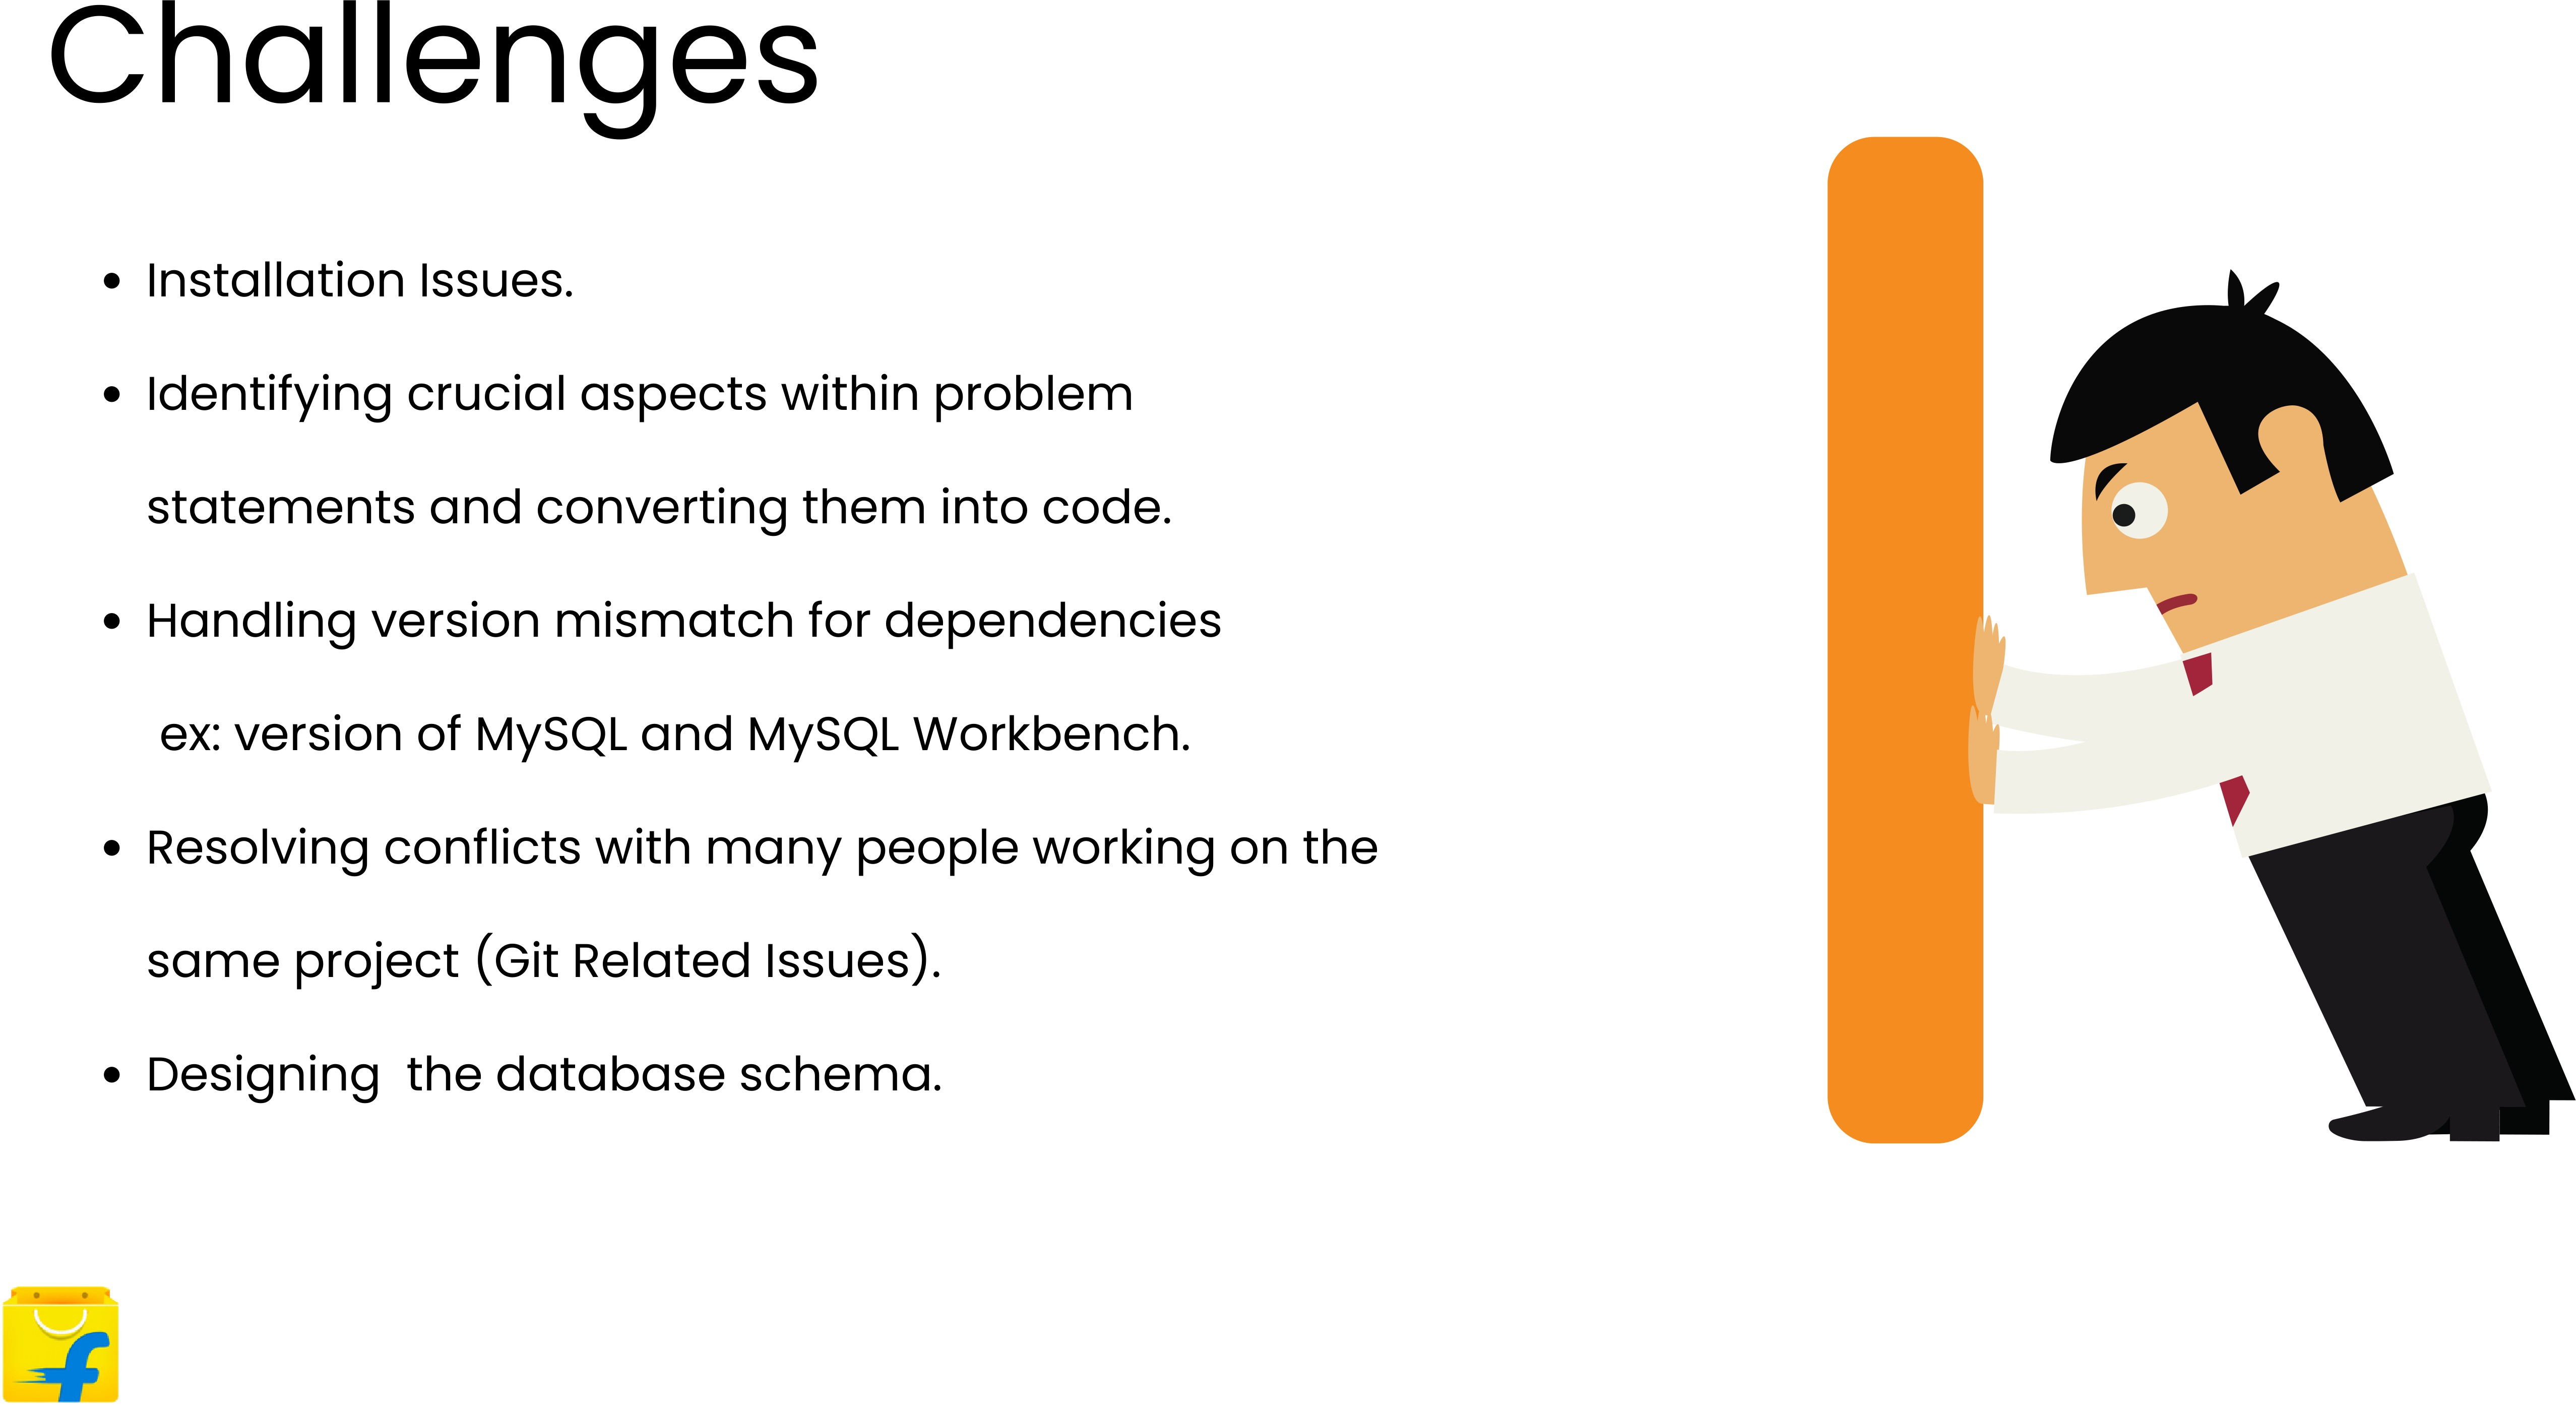 Challenges
• Installation Issues.
• Identifying crucial aspects within problem
statements and converting them into code.
• Handling version mismatch for dependencies
ex: version of MySQL and MySQL Workbench.
• Resolving conflicts with many people working on the
same project (Git Related Issues).
• Designing  the database schema.
f